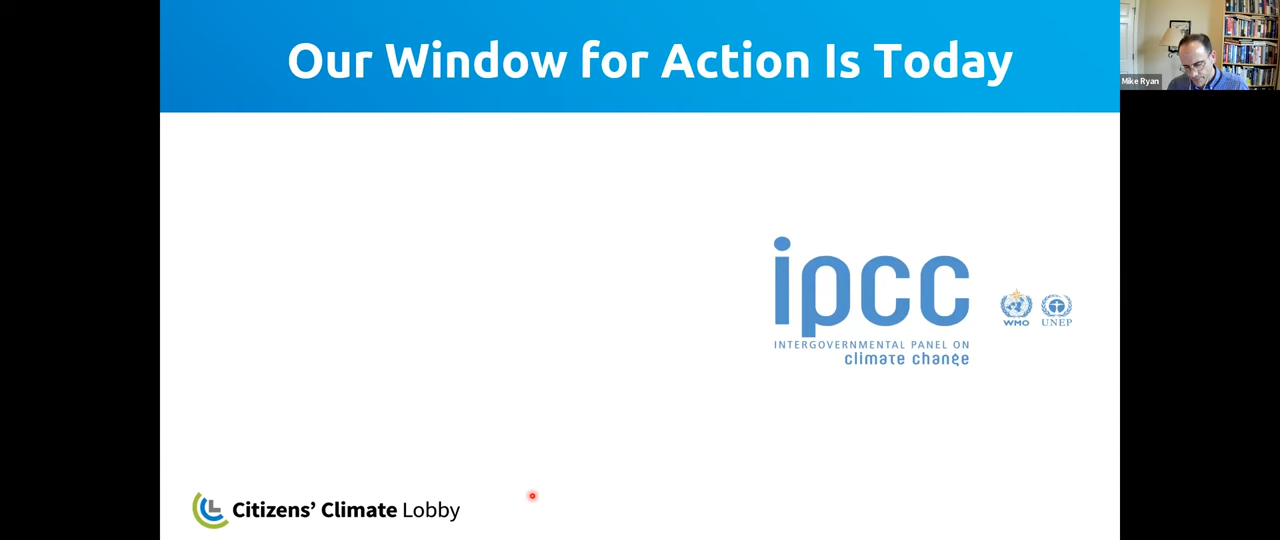 Our Window for Action Is Today
Mike Ryan
ipcc
WMO
UNEP
INTERGOVERNMENTAL PANEL ON
climate change
Citizens' Climate Lobby